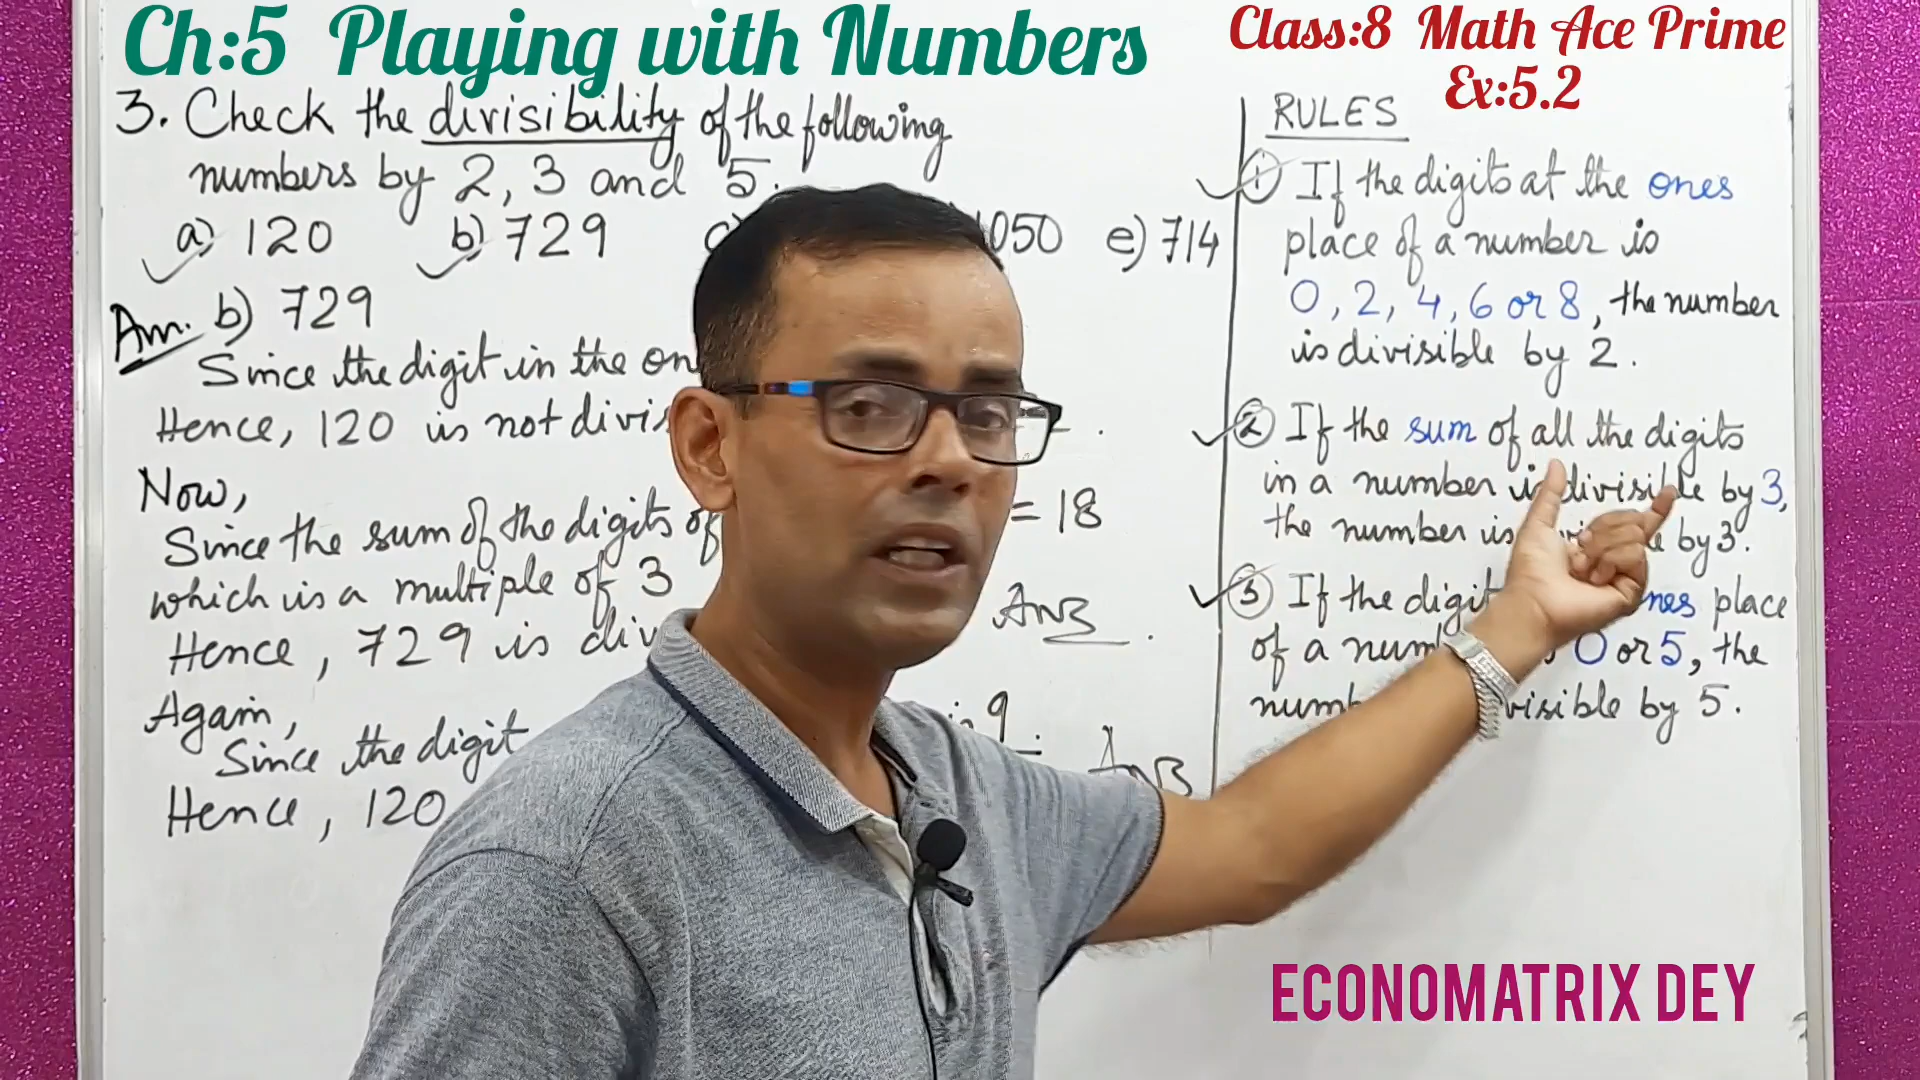 Ch:5 Playing with Numbers
Class:8 Math Ace Prime
Ex:5.2
3. Check the divisibility of the following
numbers by 2, 3 and 5.
a) 120 b) 729 050 e) 714
Ans. b) 729
Since the digit in the
Hence, 120 is not
Now,
Since the sum of the digits of = 18
which is a multiple of 3
Hence, 729 is Ans
Again,
Since the digit 9
Hence, 120 Ans
RULES
1 If the digits at the ones
place of a number is
0, 2, 4, 6 or 8, the number
is divisible by 2.
2 If the sum of all the digits
in a number is divisible by 3,
the number is by 3.
3 If the digit place
of a 0 or 5, the
by 5.
ECONOMATRIX DEY